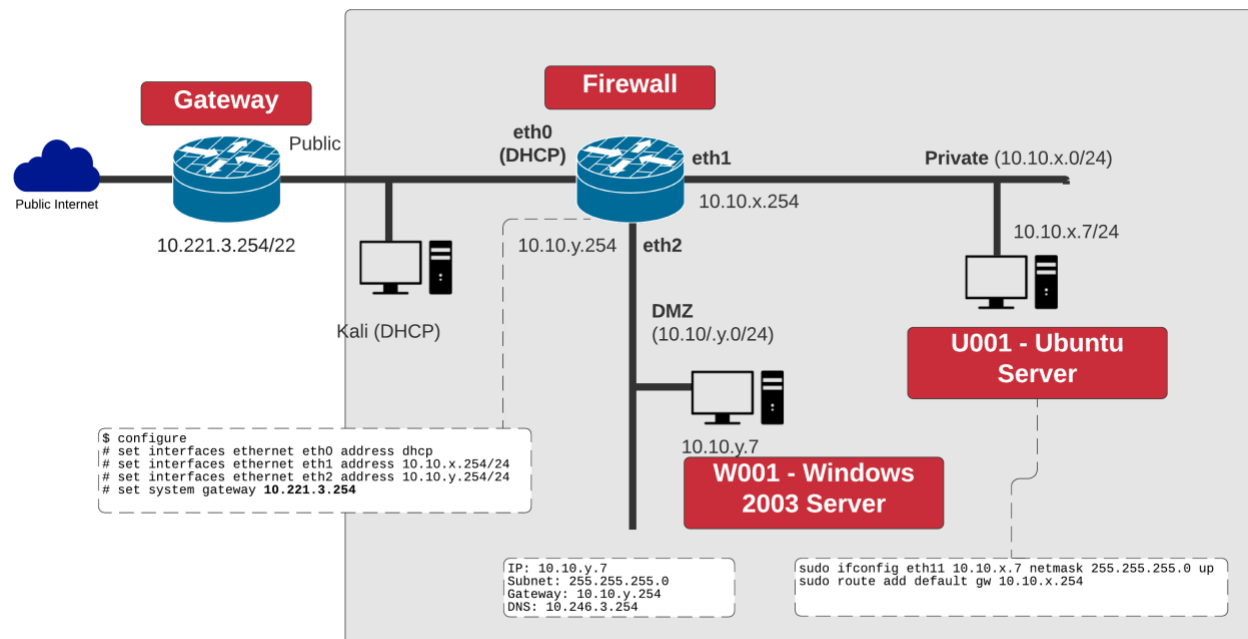 Gateway
Firewall
Public
eth0
(DHCP)
eth1
Private (10.10.x.0/24)
Public Internet
10.10.x.254
10.221.3.254/22
10.10.y.254
eth2
10.10.x.7/24
Kali (DHCP)
DMZ
(10.10/.y.0/24)
U001 - Ubuntu
Server
10.10.y.7
W001 - Windows
2003 Server
$ configure
# set interfaces ethernet eth0 address dhcp
# set interfaces ethernet eth1 address 10.10.x.254/24
# set interfaces ethernet eth2 address 10.10.y.254/24
# set system gateway 10.221.3.254
IP: 10.10.y.7
Subnet: 255.255.255.0
Gateway: 10.10.y.254
DNS: 10.246.3.254
sudo ifconfig eth11 10.10.x.7 netmask 255.255.255.0 up
sudo route add default gw 10.10.x.254